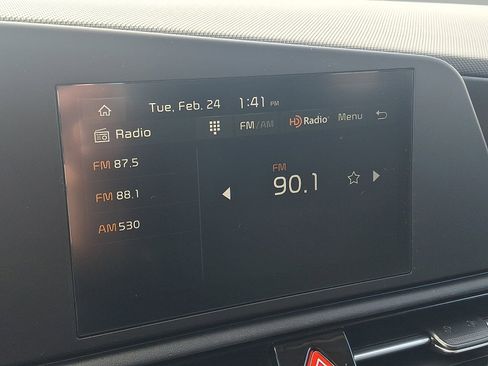 Tue, Feb. 24 1:41 PM
Radio FM/AM HD Radio Menu
FM 87.5
FM 88.1
AM 530
FM
90.1